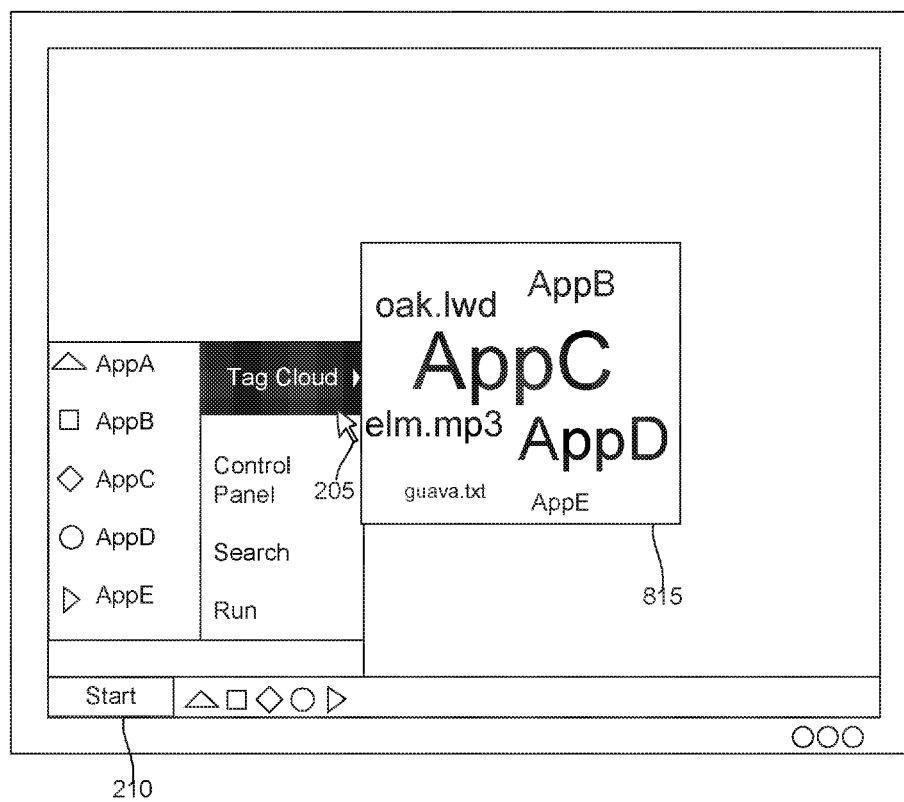 AppB
oak.lwd
AppC
elm.mp3
AppD
guava.txt
AppE
815
AppA
AppB
AppC
AppD
AppE
Tag Cloud
205
Control
Panel
Search
Run
Start
210